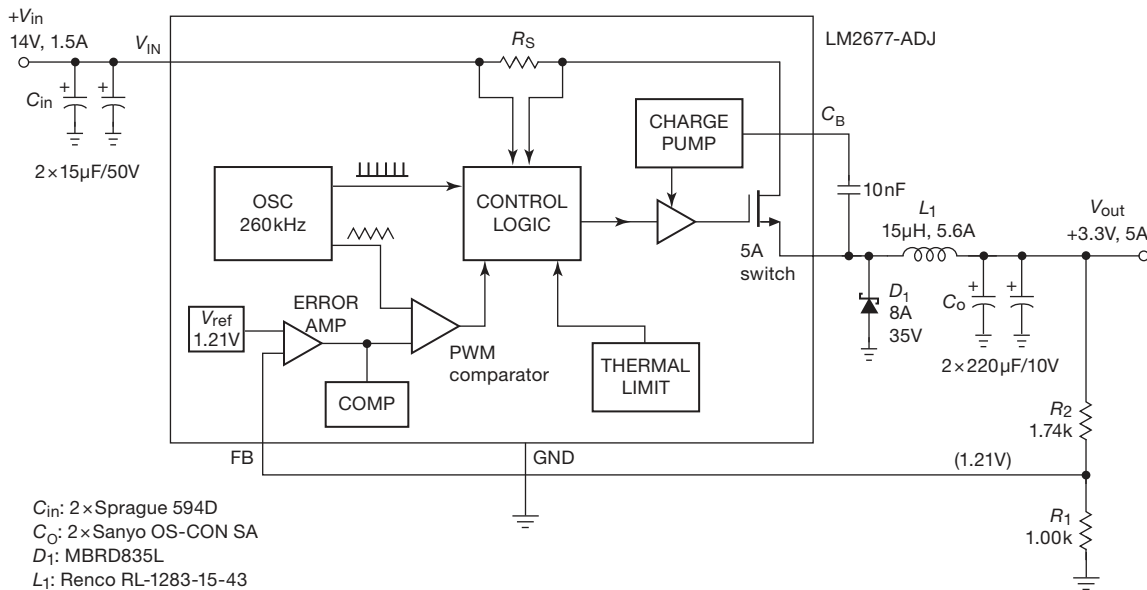 +Vin
14V, 1.5A
VIN
RS
LM2677-ADJ
Cin
+
+
2×15μF/50V
CHARGE
PUMP
CB
10nF
OSC
260kHz
CONTROL
LOGIC
5A
switch
L1
15μH, 5.6A
Vout
+3.3V, 5A
D1
8A
35V
Co
+
+
2×220μF/10V
Vref
1.21V
ERROR
AMP
PWM
comparator
COMP
THERMAL
LIMIT
R2
1.74k
FB
GND
(1.21V)
R1
1.00k
Cin: 2×Sprague 594D
CO: 2×Sanyo OS-CON SA
D1: MBRD835L
L1: Renco RL-1283-15-43